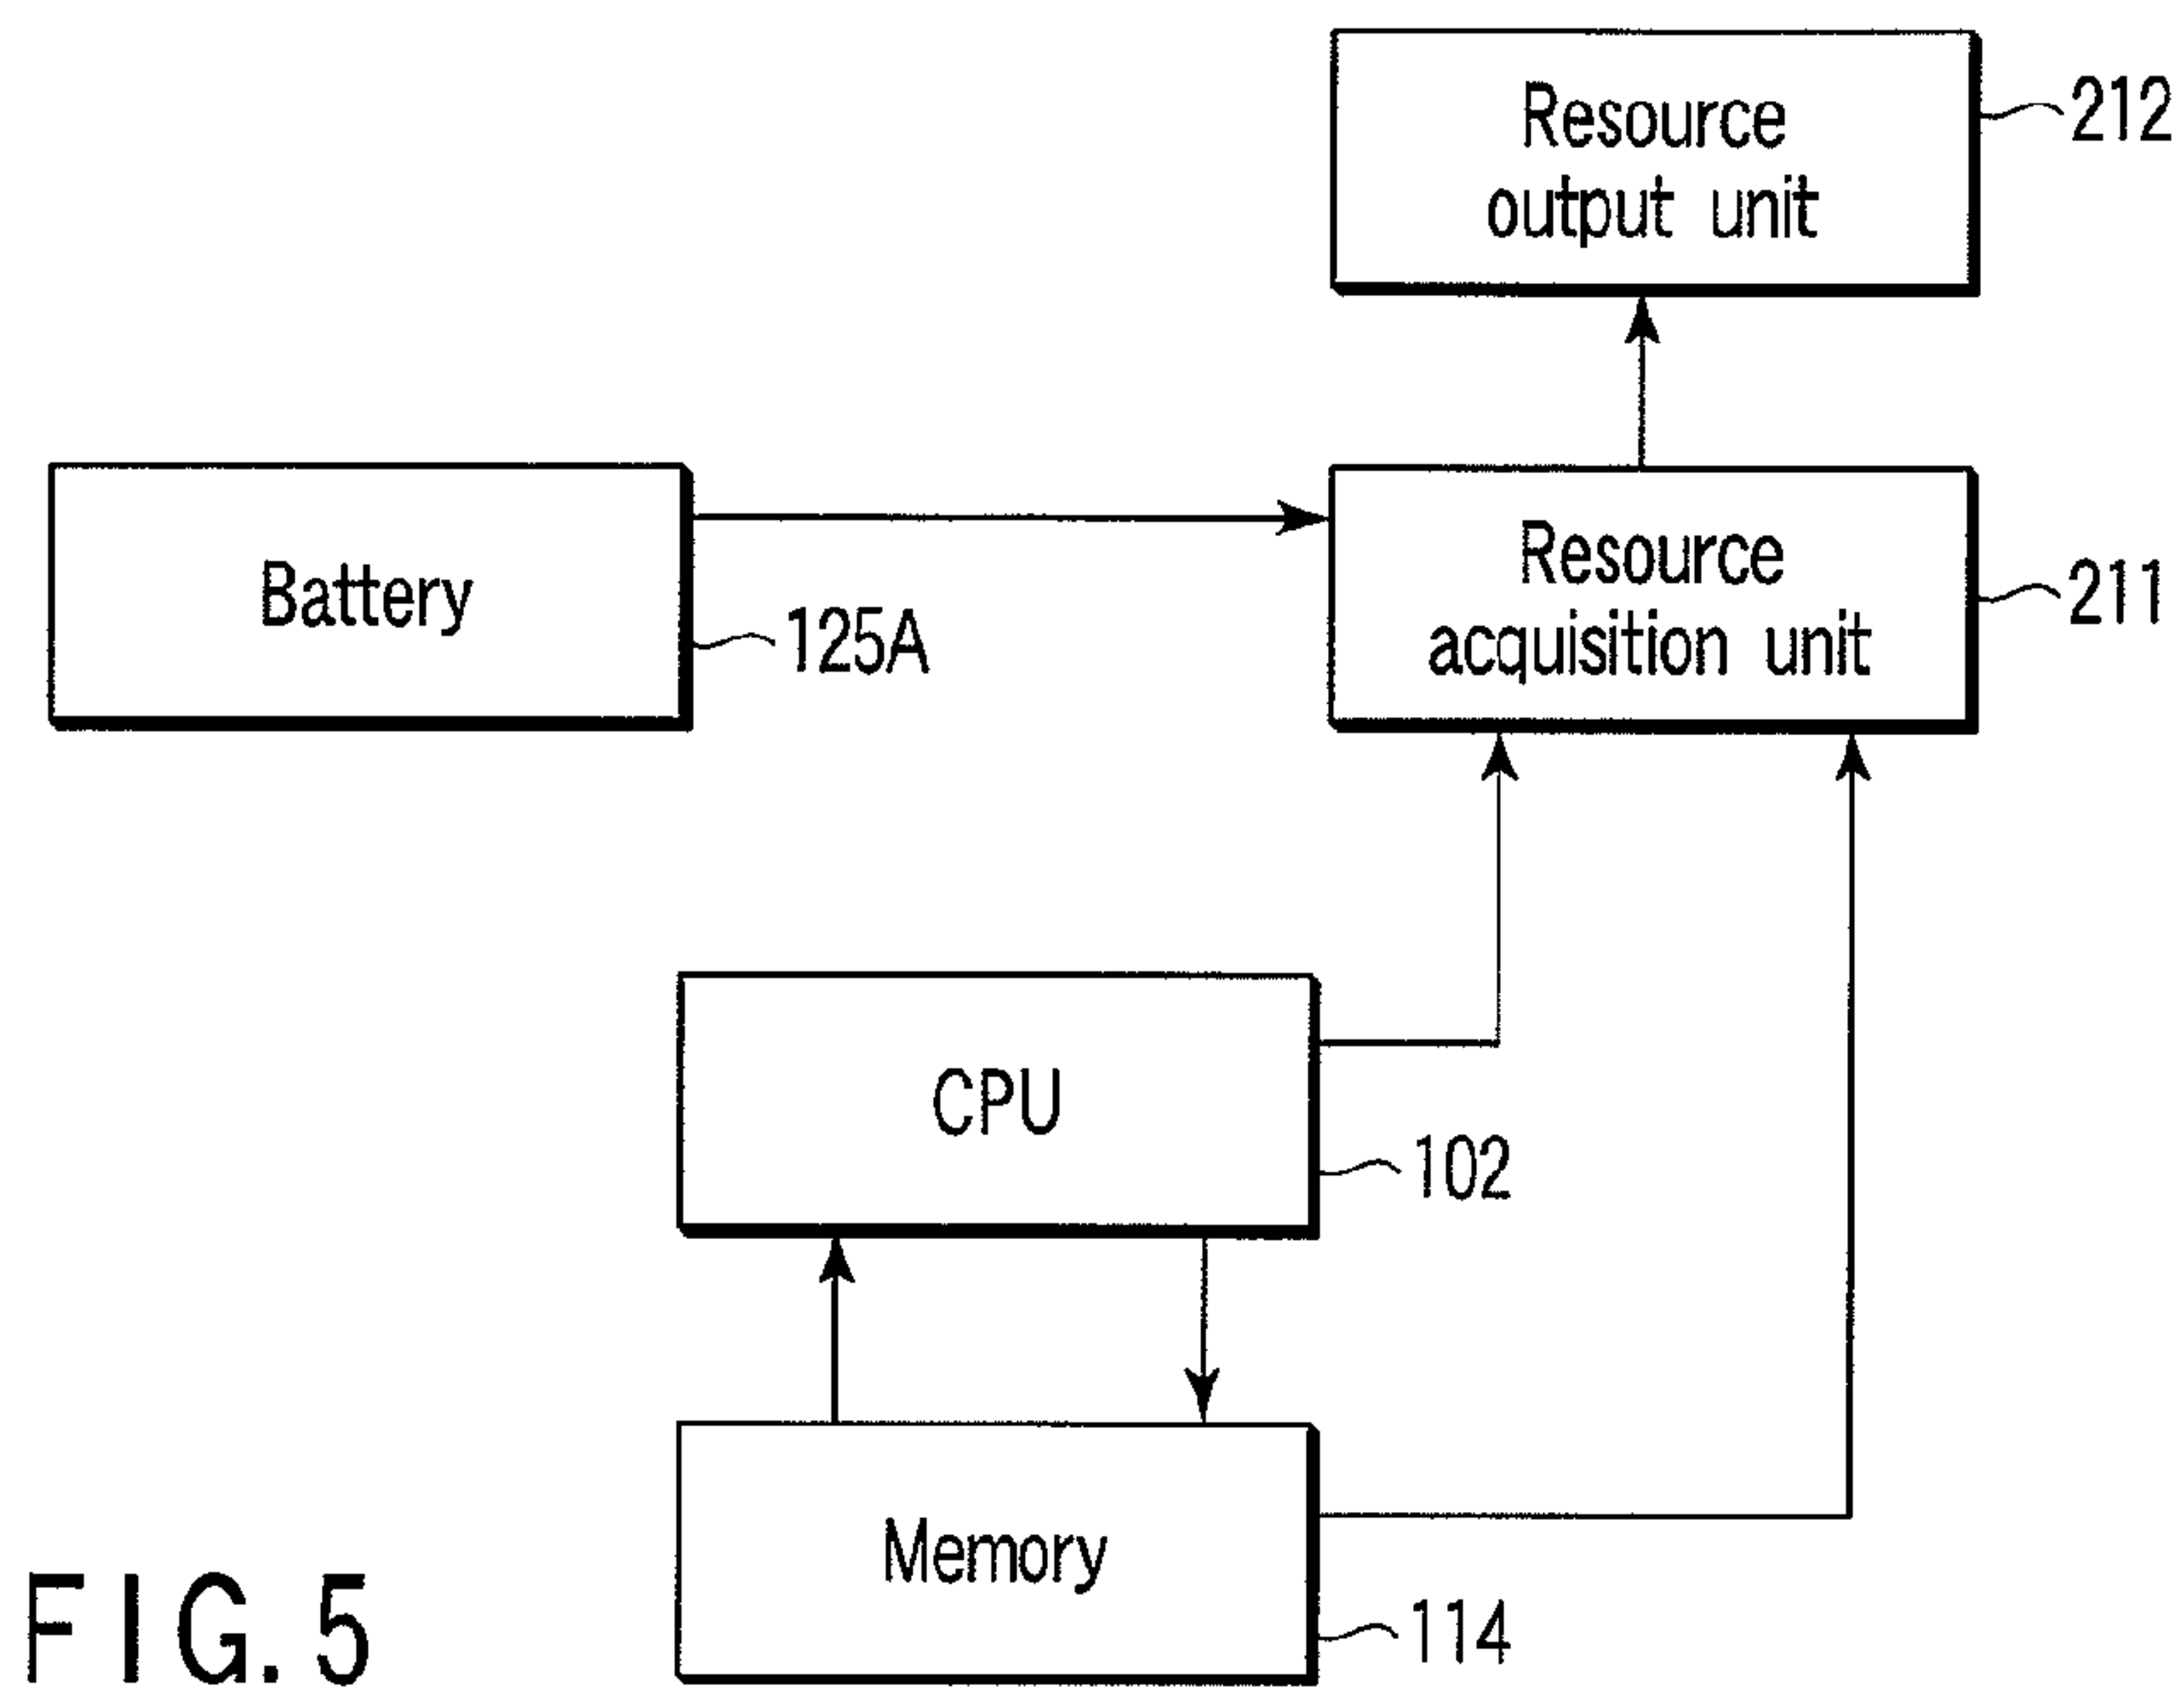 Resource
output unit
212
Battery
125A
Resource
acquisition unit
211
CPU
102
Memory
114
FIG. 5